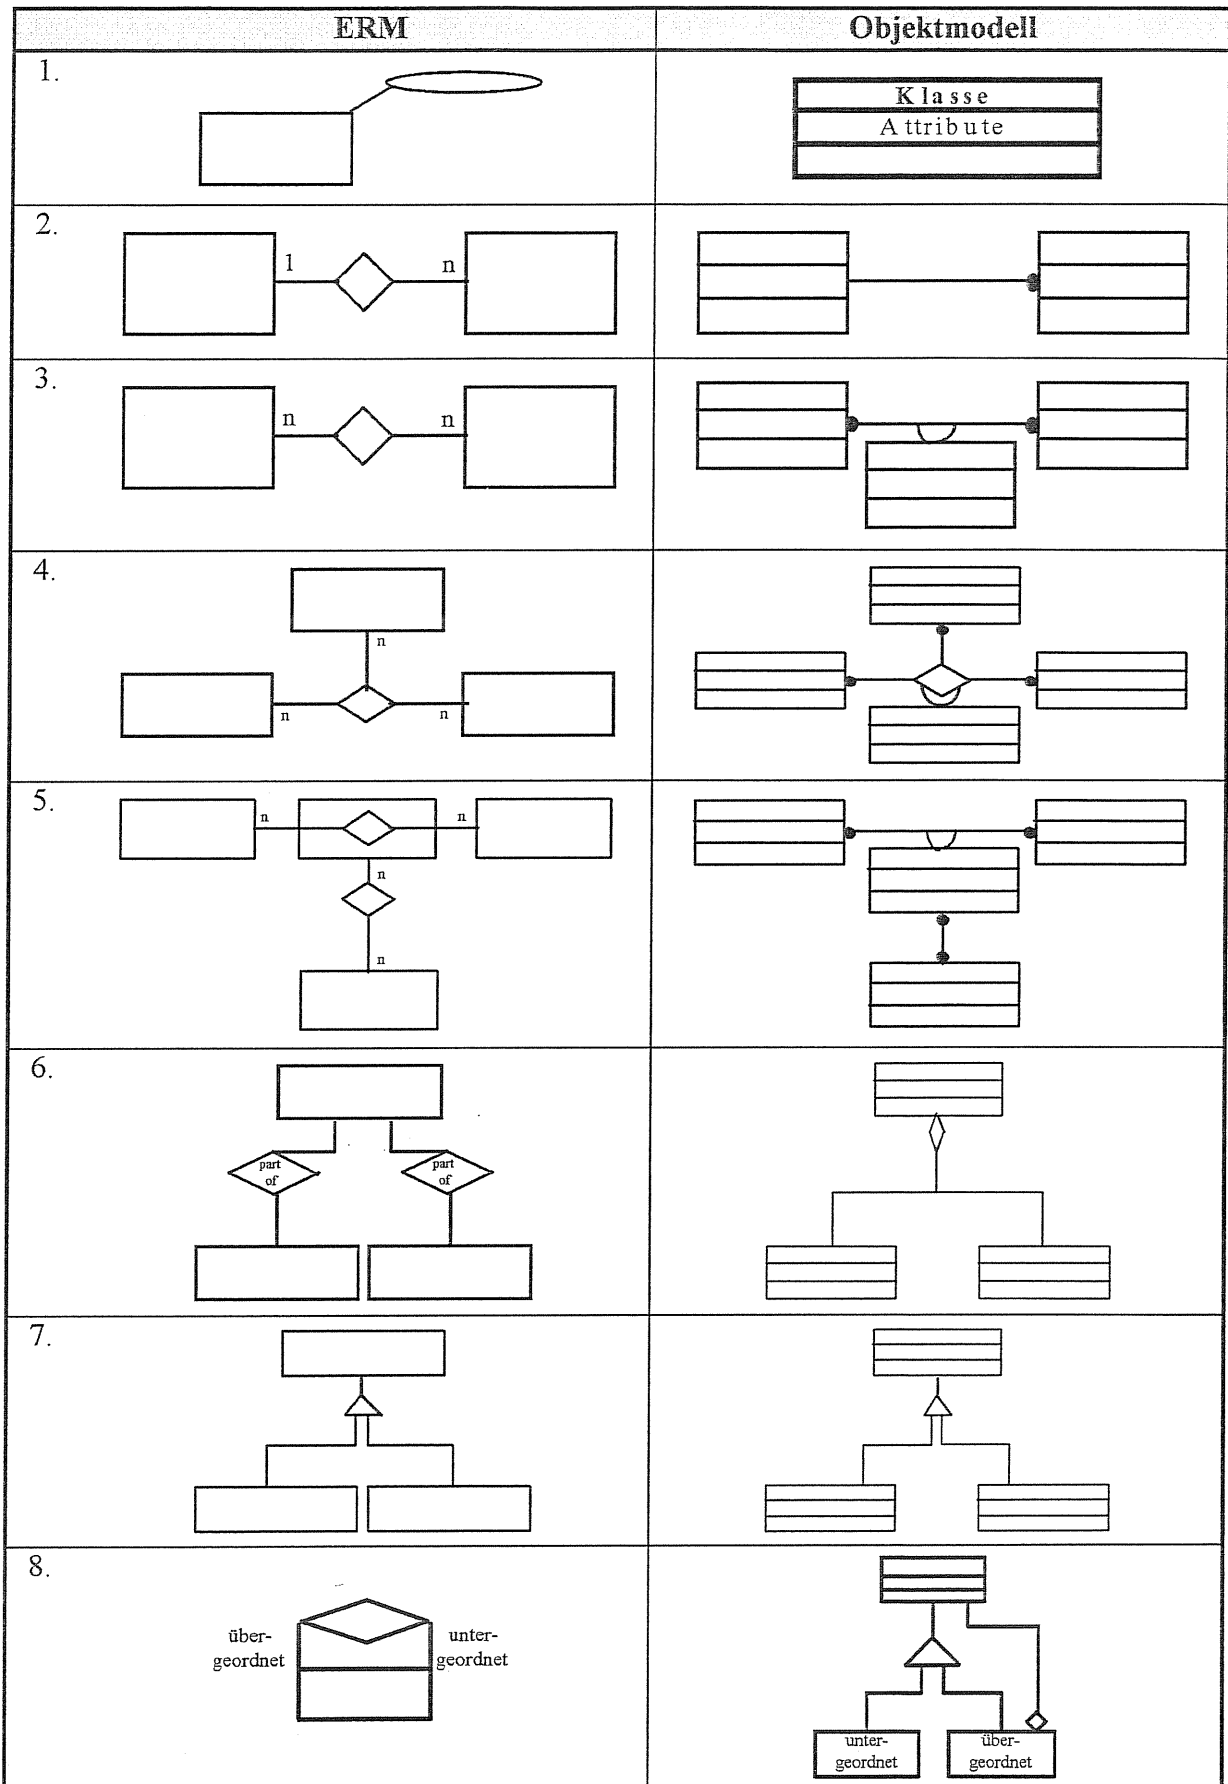 ERM Objektmodell
1.
Klasse
Attribute
2.
1 n
3.
n n
4.
n
n n
5.
n n
n
n
6.
part part
of of
7.
8.
über- unter-
geordnet geordnet
unter- über-
geordnet geordnet